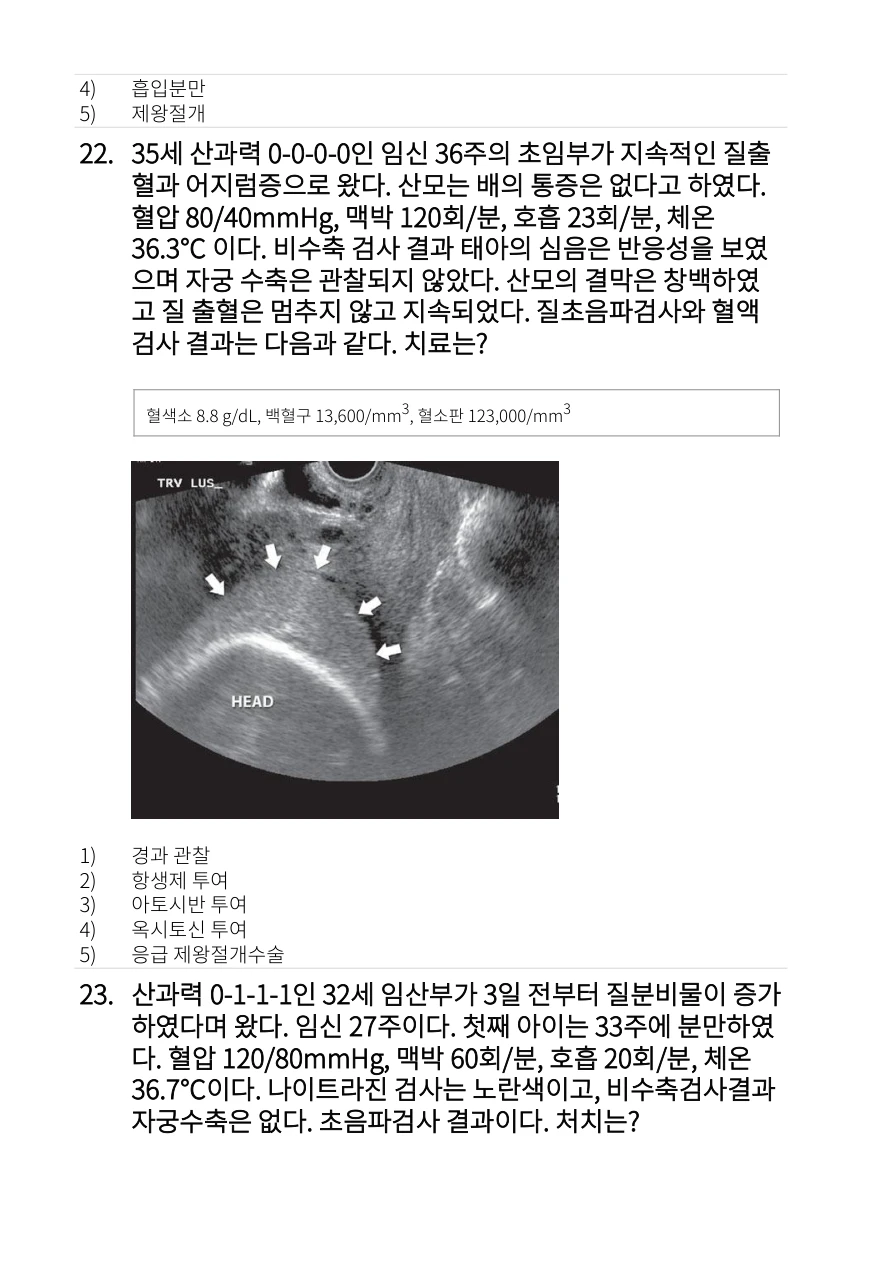 4) 흡입분만
5) 제왕절개
22. 35세 산과력 0-0-0-0인 임신 36주의 초임부가 지속적인 질출
혈과 어지럼증으로 왔다. 산모는 배의 통증은 없다고 하였다.
혈압 80/40mmHg, 맥박 120회/분, 호흡 23회/분, 체온
36.3℃ 이다. 비수축 검사 결과 태아의 심음은 반응성을 보였
으며 자궁 수축은 관찰되지 않았다. 산모의 결막은 창백하였
고 질 출혈은 멈추지 않고 지속되었다. 질초음파검사와 혈액
검사 결과는 다음과 같다. 치료는?
혈색소 8.8 g/dL, 백혈구 13,600/mm³, 혈소판 123,000/mm³
TRV LUS_
HEAD
1) 경과 관찰
2) 항생제 투여
3) 아토시반 투여
4) 옥시토신 투여
5) 응급 제왕절개수술
23. 산과력 0-1-1-1인 32세 임산부가 3일 전부터 질분비물이 증가
하였다며 왔다. 임신 27주이다. 첫째 아이는 33주에 분만하였
다. 혈압 120/80mmHg, 맥박 60회/분, 호흡 20회/분, 체온
36.7℃이다. 나이트라진 검사는 노란색이고, 비수축검사결과
자궁수축은 없다. 초음파검사 결과이다. 처치는?